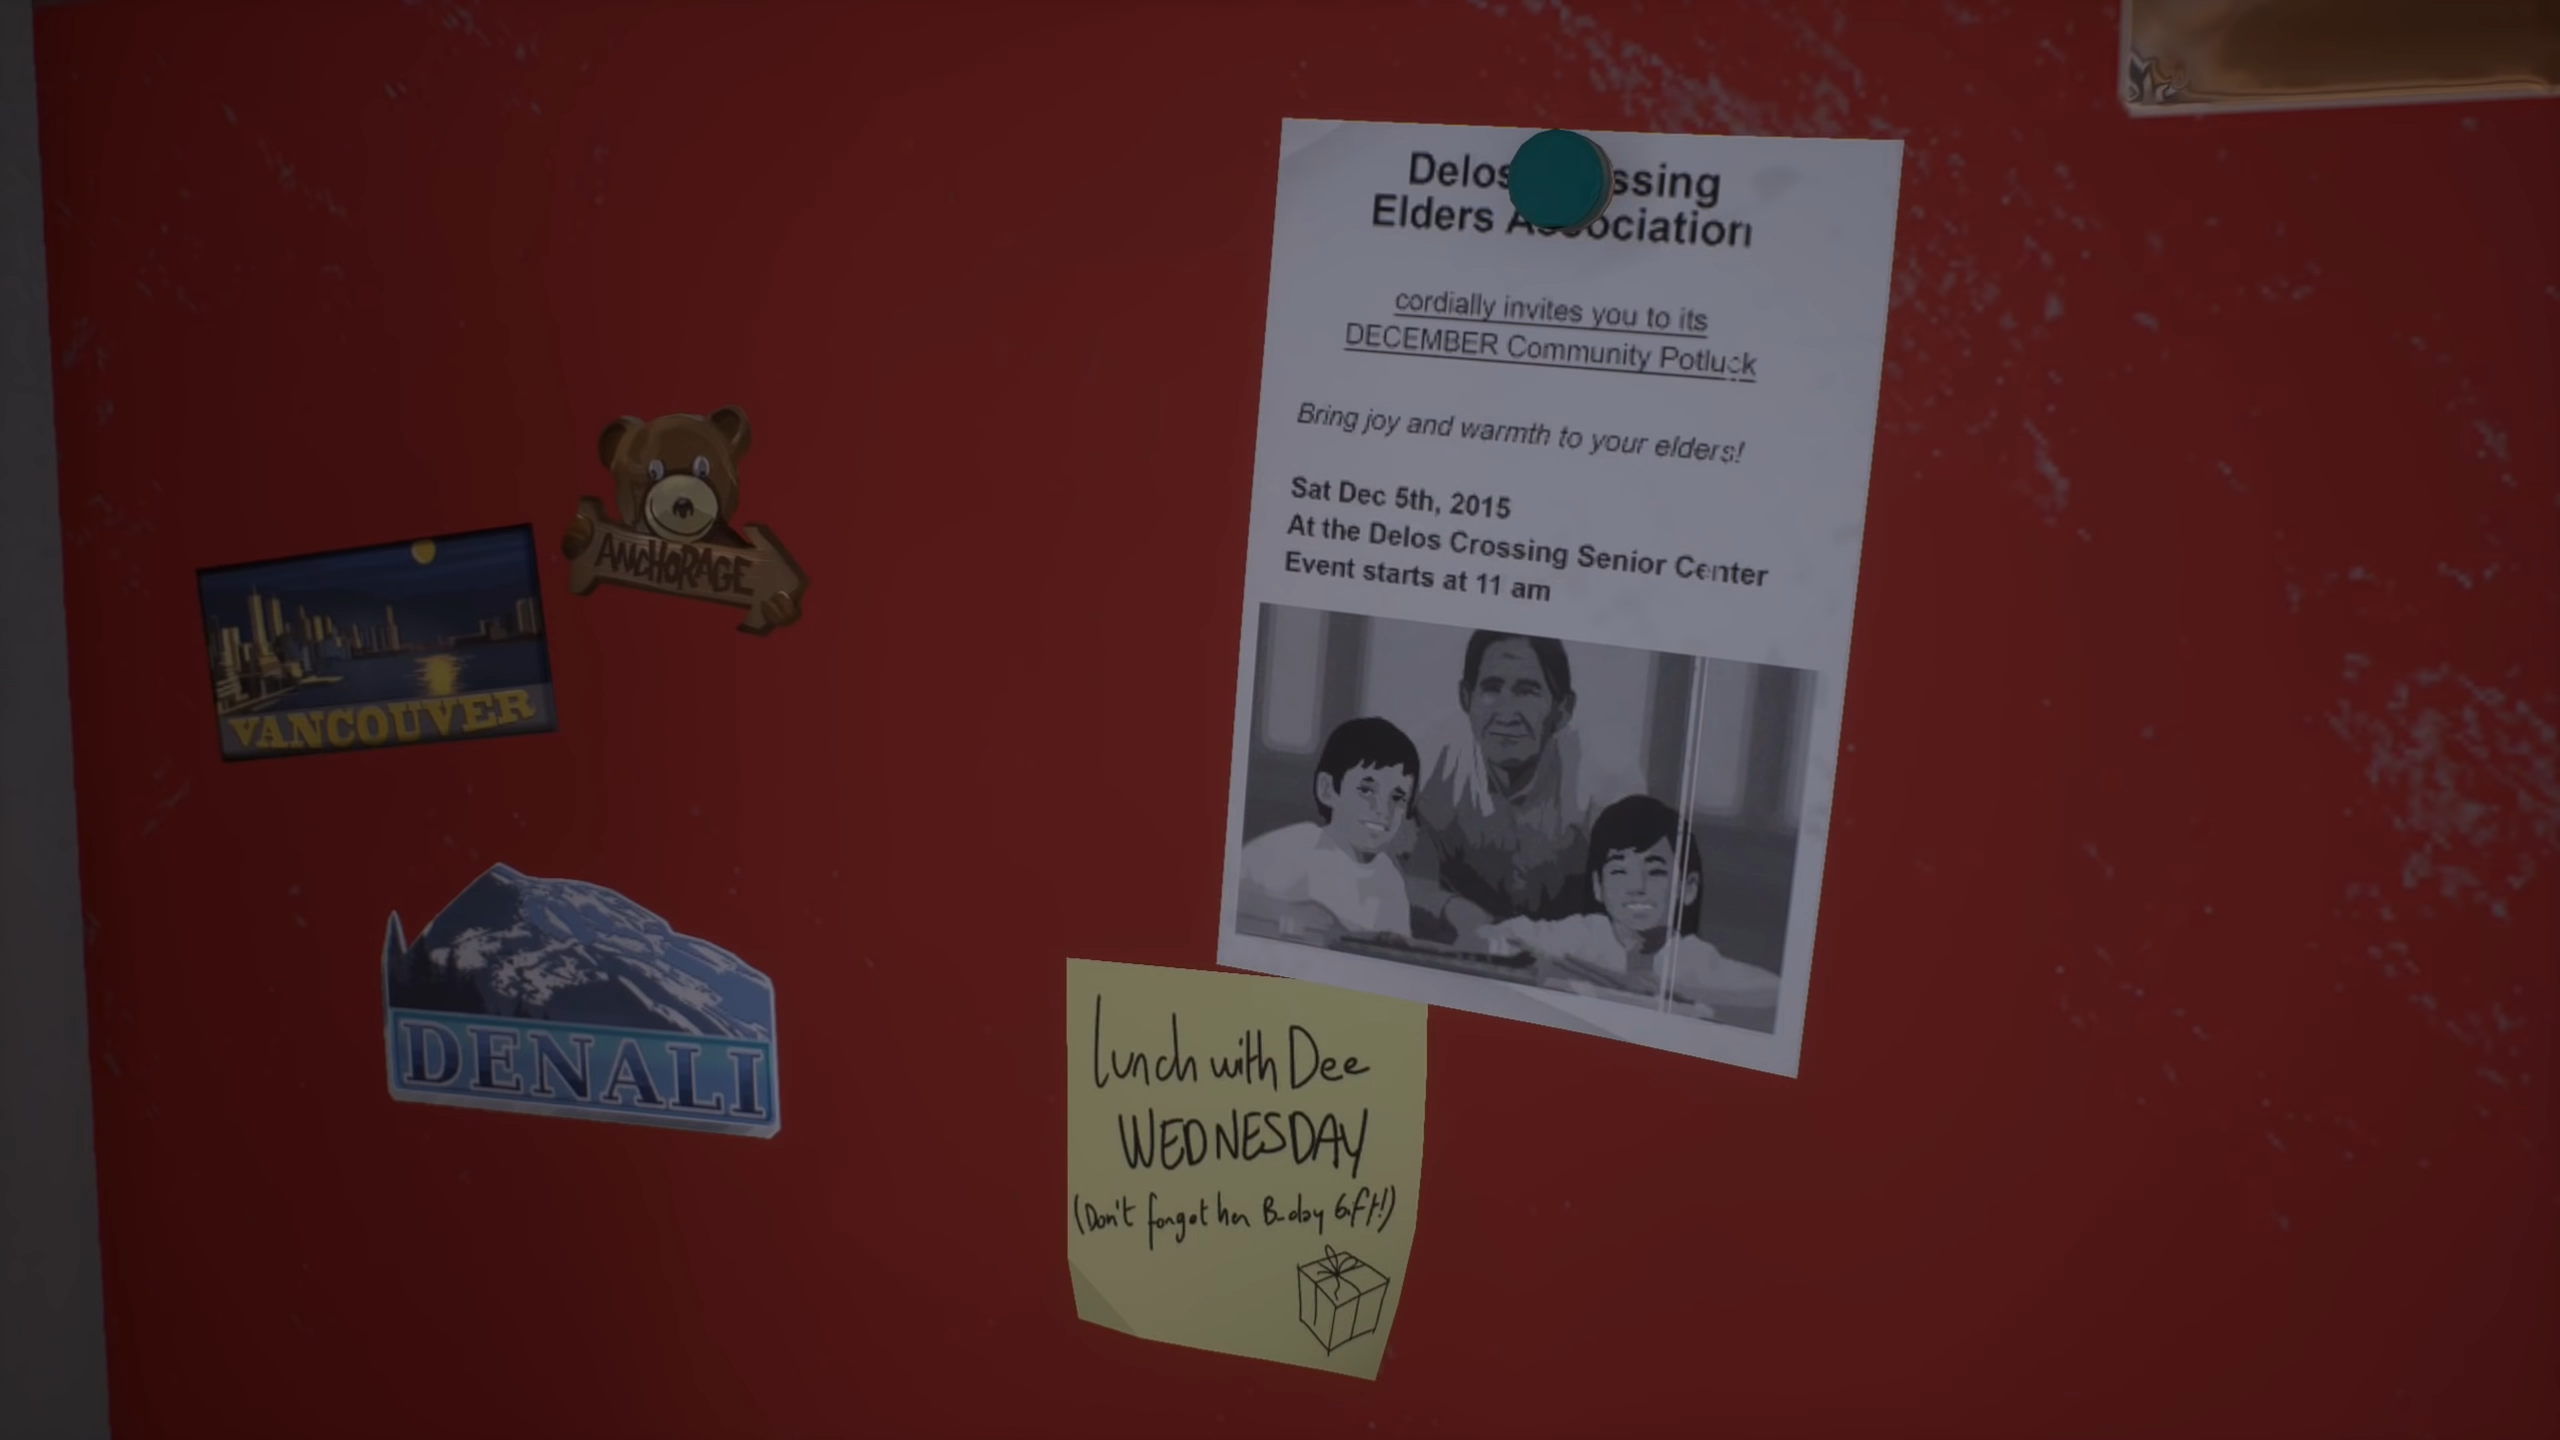 Delos ssing
Elders Association
cordially invites you to its
DECEMBER Community Potluck
Bring joy and warmth to your elders!
Sat Dec 5th, 2015
At the Delos Crossing Senior Center
Event starts at 11 am
ANCHORAGE
VANCOUVER
DENALI
Lunch with Dee
WEDNESDAY
(Don't forget her B-day Gift!)